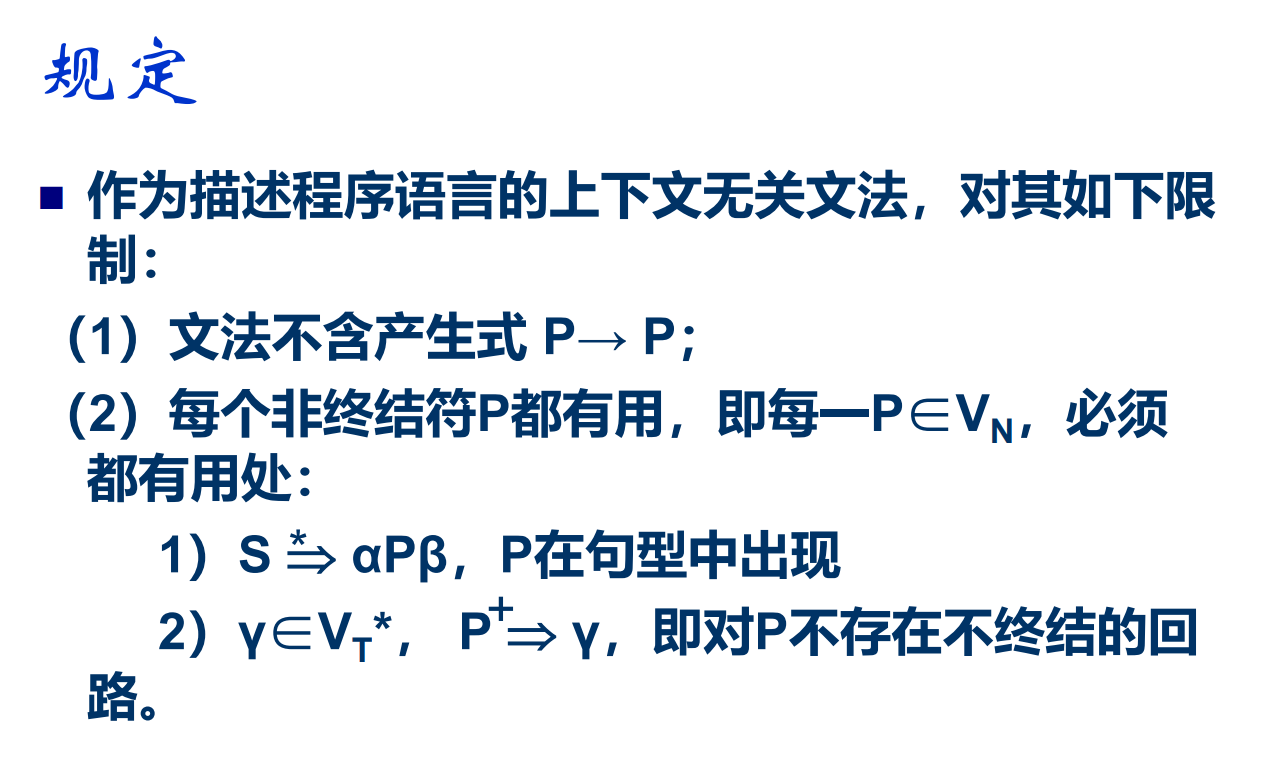 规定
■ 作为描述程序语言的上下文无关文法，对其如下限
制：
（1）文法不含产生式 P→ P；
（2）每个非终结符P都有用，即每一P∈V_N，必须
都有用处：
1）S ⇒* αPβ，P在句型中出现
2）γ∈V_T*， P ⇒+ γ，即对P不存在不终结的回
路。